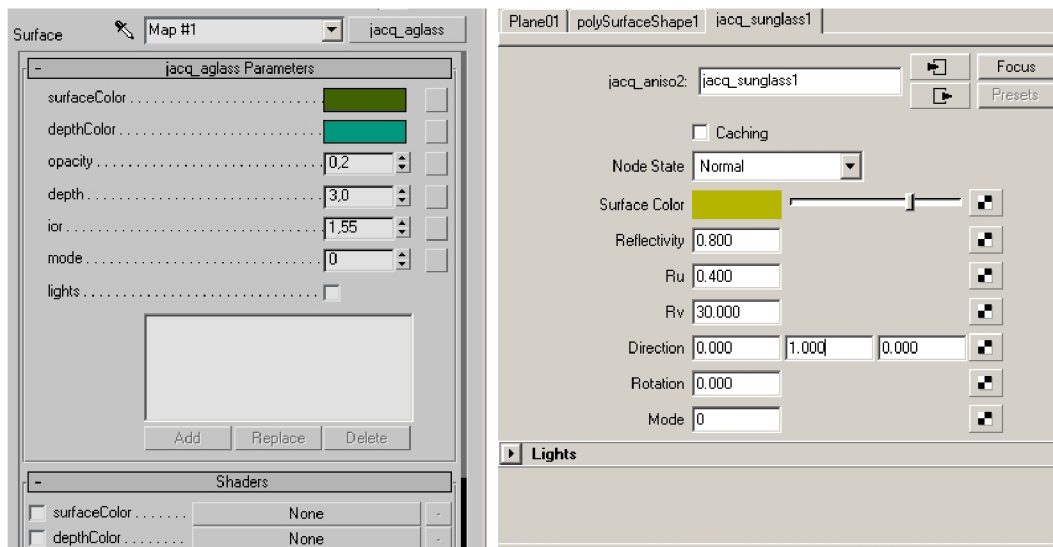 Surface Map #1 jacq_aglass
- jacq_aglass Parameters
surfaceColor
depthColor
opacity 0,2
depth 3,0
ior 1,55
mode 0
lights
Add Replace Delete
- Shaders
surfaceColor None -
depthColor None -
Plane01 polySurfaceShape1 jacq_sunglass1
jacq_aniso2: jacq_sunglass1
Focus
Presets
Caching
Node State Normal
Surface Color
Reflectivity 0.800
Ru 0.400
Rv 30.000
Direction 0.000 1.000 0.000
Rotation 0.000
Mode 0
Lights